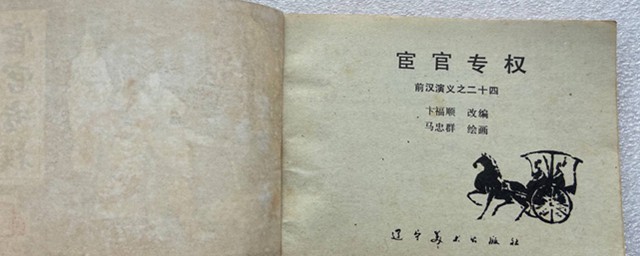 宦官专权
前汉演义之二十四
卞福顺 改编
马忠群 绘画
辽宁美术出版社